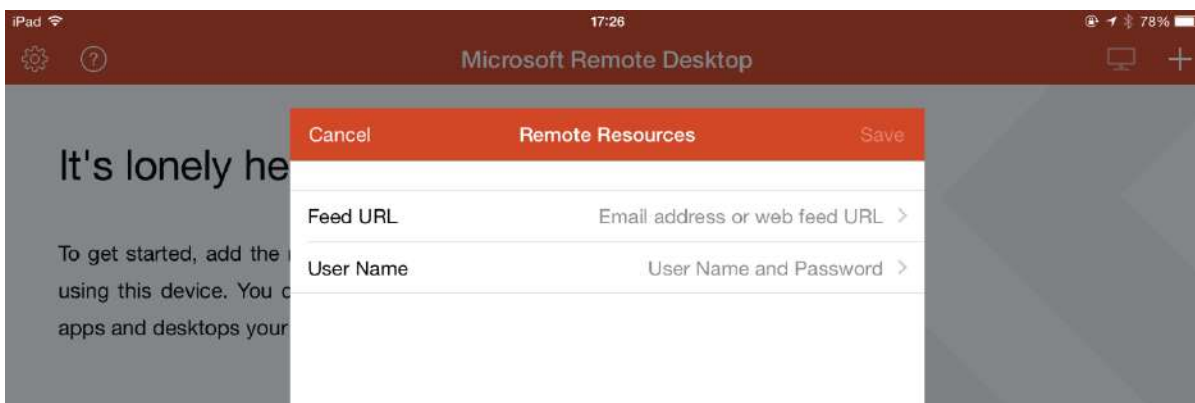 iPad 17:26 78%
Microsoft Remote Desktop
Cancel Remote Resources Save
It's lonely he
Feed URL Email address or web feed URL
To get started, add the
User Name User Name and Password
using this device. You
apps and desktops your